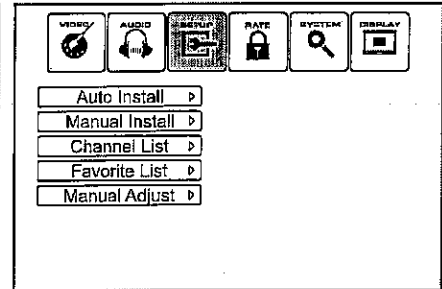 VIDEO AUDIO SETUP RATE SYSTEM DISPLAY
Auto Install
Manual Install
Channel List
Favorite List
Manual Adjust